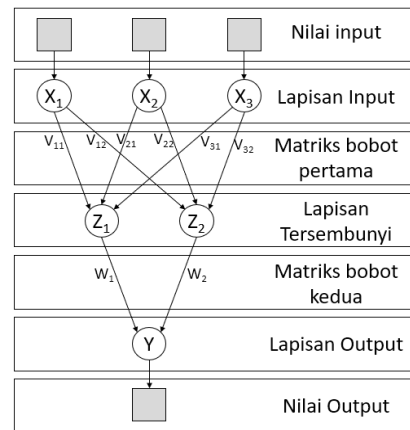 Nilai input
X1 X2 X3 Lapisan Input
V11 V12 V21 V22 V31 V32
Matriks bobot
pertama
Z1 Z2
Lapisan
Tersembunyi
W1 W2
Matriks bobot
kedua
Y Lapisan Output
Nilai Output